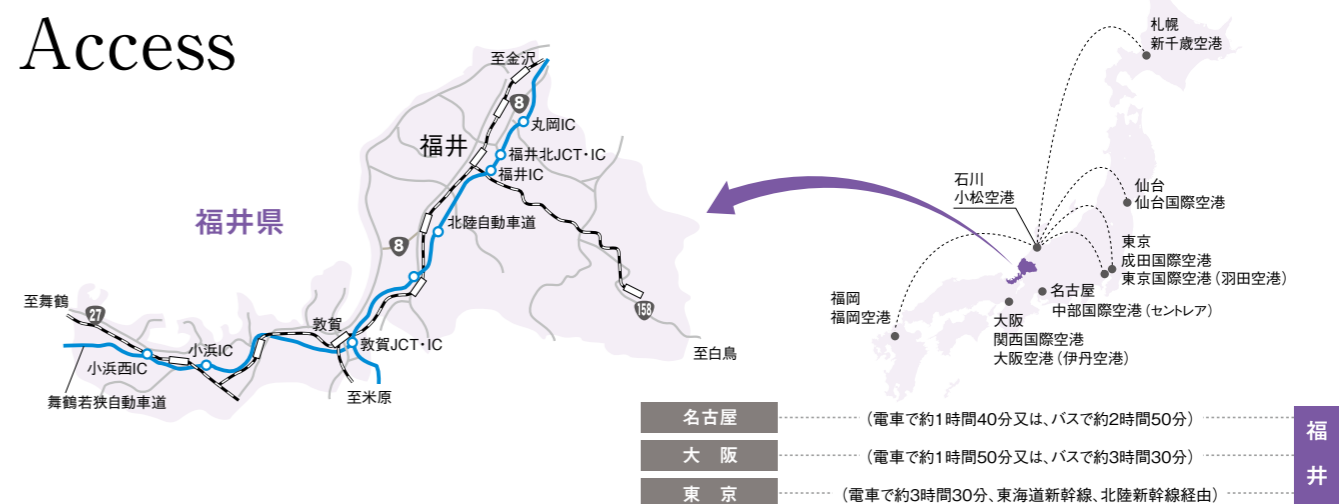 Access
至金沢
8
丸岡IC
福井
福井北JCT・IC
福井IC
福井県
北陸自動車道
8
至舞鶴
27
敦賀
158
小浜IC
敦賀JCT・IC
至白鳥
小浜西IC
至米原
舞鶴若狭自動車道
札幌
新千歳空港
石川
小松空港
仙台
仙台国際空港
東京
成田国際空港
東京国際空港(羽田空港)
名古屋
中部国際空港(セントレア)
福岡
福岡空港
大阪
関西国際空港
大阪空港(伊丹空港)
名古屋 (電車で約1時間40分又は、バスで約2時間50分)
大 阪 (電車で約1時間50分又は、バスで約3時間30分)
東 京 (電車で約3時間30分、東海道新幹線、北陸新幹線経由)
福井